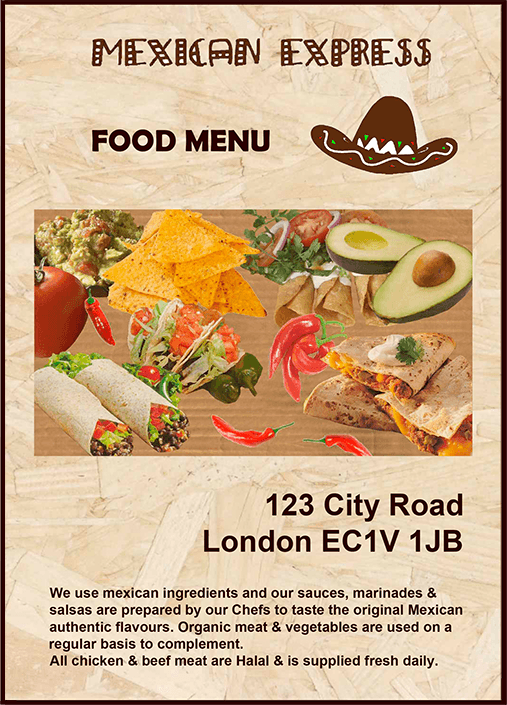 MEXICAN EXPRESS
FOOD MENU
123 City Road
London EC1V 1JB
We use mexican ingredients and our sauces, marinades &
salsas are prepared by our Chefs to taste the original Mexican
authentic flavours. Organic meat & vegetables are used on a
regular basis to complement.
All chicken & beef meat are Halal & is supplied fresh daily.